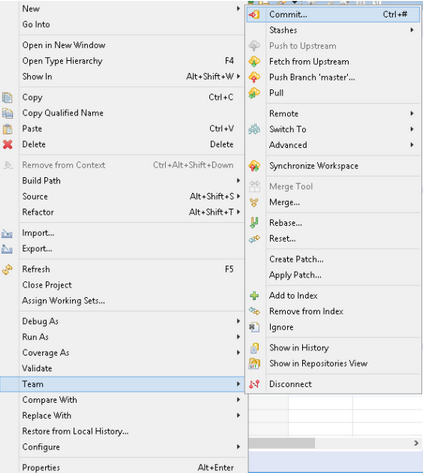 New
Go Into
Open in New Window
Open Type Hierarchy F4
Show In Alt+Shift+W
Copy Ctrl+C
Copy Qualified Name
Paste Ctrl+V
Delete Delete
Remove from Context Ctrl+Alt+Shift+Down
Build Path
Source Alt+Shift+S
Refactor Alt+Shift+T
Import...
Export...
Refresh F5
Close Project
Assign Working Sets...
Debug As
Run As
Coverage As
Validate
Team
Compare With
Replace With
Restore from Local History...
Configure
Properties Alt+Enter
Commit... Ctrl+#
Stashes
Push to Upstream
Fetch from Upstream
Push Branch 'master'...
Pull
Remote
Switch To
Advanced
Synchronize Workspace
Merge Tool
Merge...
Rebase...
Reset...
Create Patch...
Apply Patch...
Add to Index
Remove from Index
Ignore
Show in History
Show in Repositories View
Disconnect